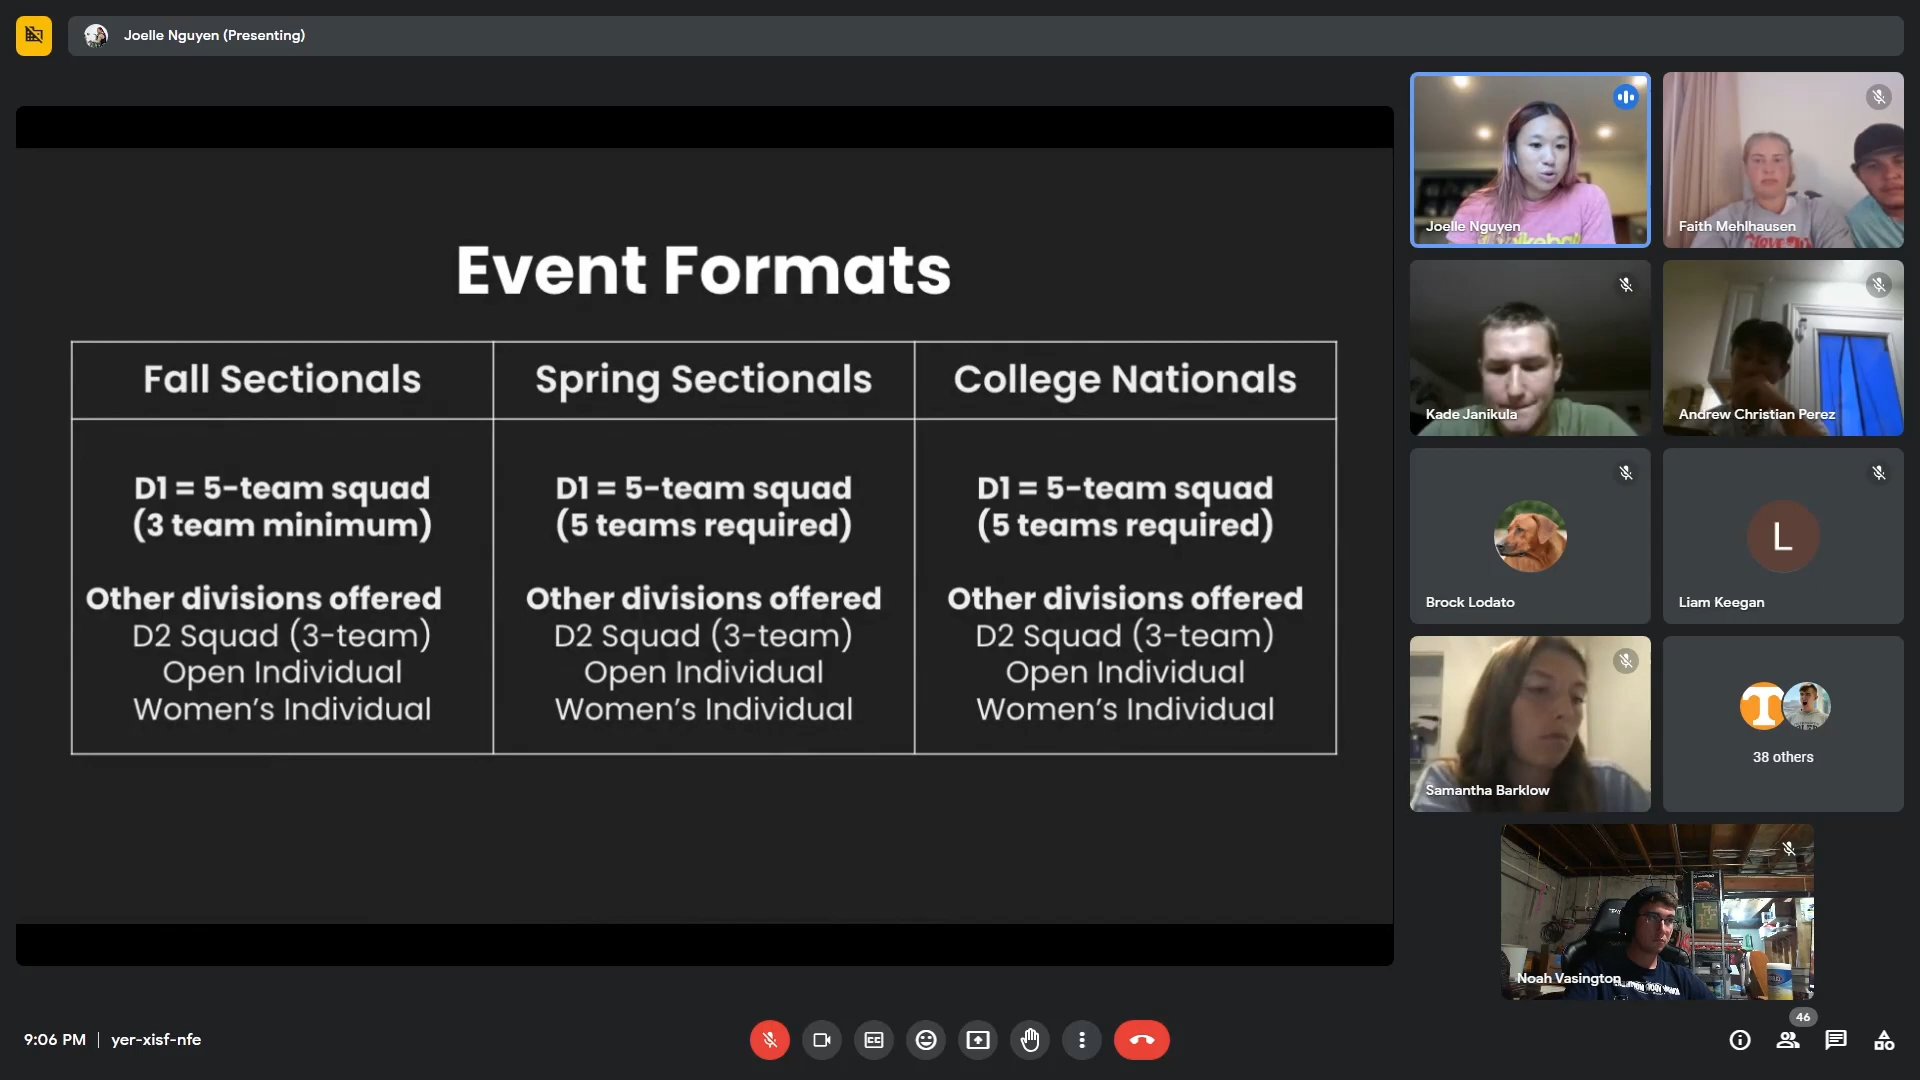 Joelle Nguyen (Presenting)
Event Formats
Fall Sectionals
D1 = 5-team squad
(3 team minimum)
Other divisions offered
D2 Squad (3-team)
Open Individual
Women's Individual
Spring Sectionals
D1 = 5-team squad
(5 teams required)
Other divisions offered
D2 Squad (3-team)
Open Individual
Women's Individual
College Nationals
D1 = 5-team squad
(5 teams required)
Other divisions offered
D2 Squad (3-team)
Open Individual
Women's Individual
Joelle Nguyen
Faith Mehlhausen
Kade Janikula
Andrew Christian Perez
Brock Lodato
L
Liam Keegan
Samantha Barklow
T
38 others
Noah Vasington
9:06 PM | yer-xisf-nfe
CC
46